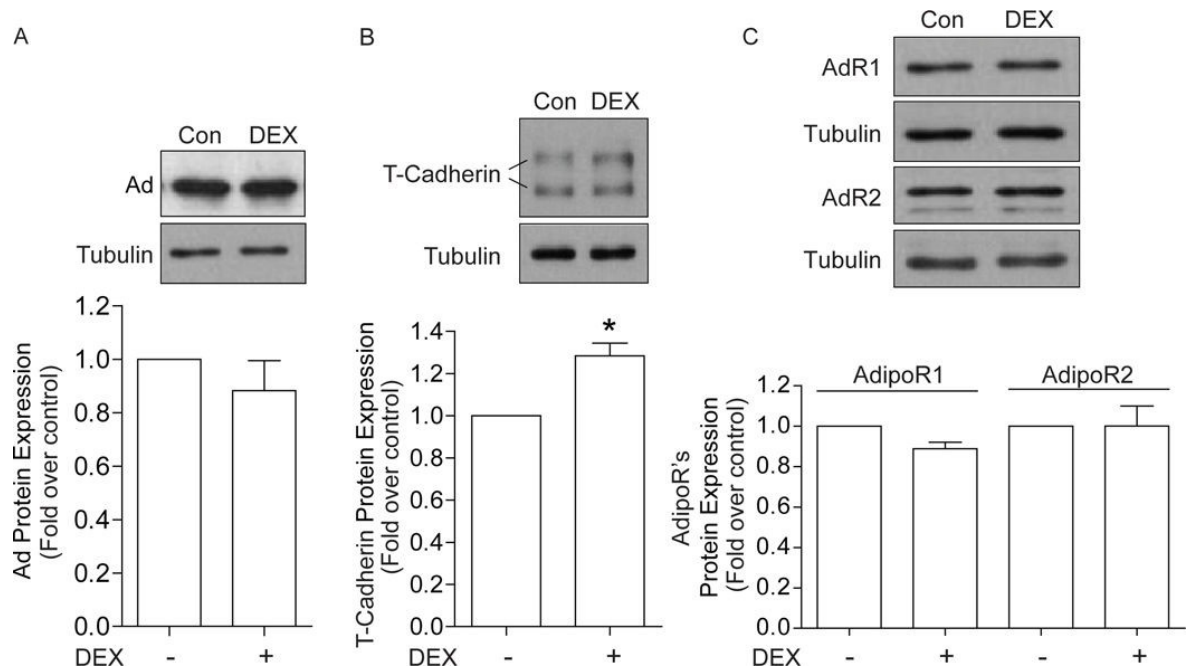 A
Con DEX
Ad
Tubulin
Ad Protein Expression
(Fold over control)
1.2
1.0
0.8
0.6
0.4
0.2
0.0
DEX - +
B
Con DEX
T-Cadherin
Tubulin
T-Cadherin Protein Expression
(Fold over control)
1.4
1.2
1.0
0.8
0.6
0.4
0.2
0.0
*
DEX - +
C
Con DEX
AdR1
Tubulin
AdR2
Tubulin
AdipoR's
Protein Expression
(Fold over control)
1.2
1.0
0.8
0.6
0.4
0.2
0.0
AdipoR1 AdipoR2
DEX - + - +